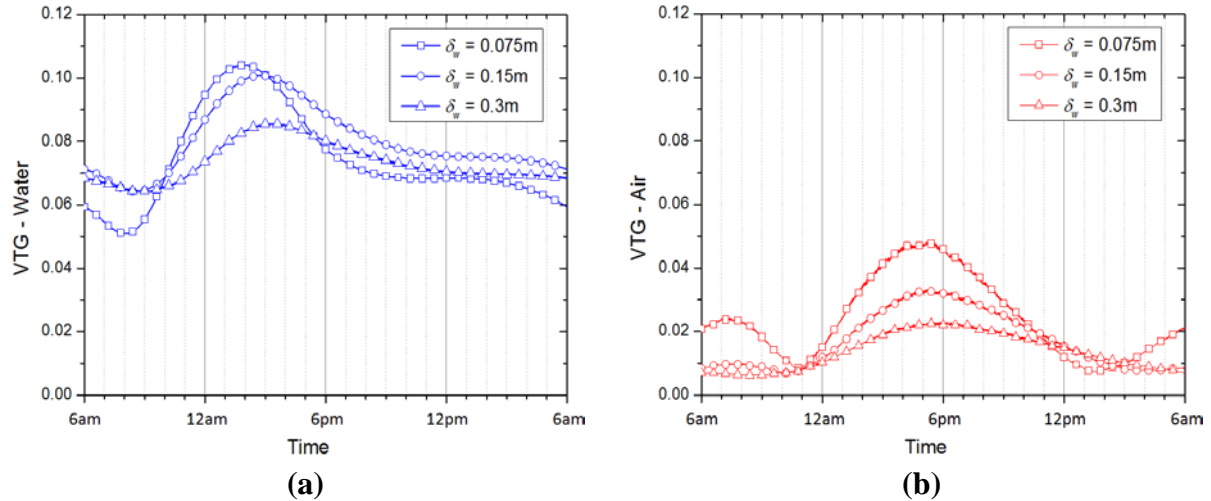 0.12
0.10
0.08
0.06
0.04
0.02
0.00
VTG - Water
δw = 0.075m
δw = 0.15m
δw = 0.3m
6am 12am 6pm 12pm 6am
Time
(a)
0.12
0.10
0.08
0.06
0.04
0.02
0.00
VTG - Air
δw = 0.075m
δw = 0.15m
δw = 0.3m
6am 12am 6pm 12pm 6am
Time
(b)